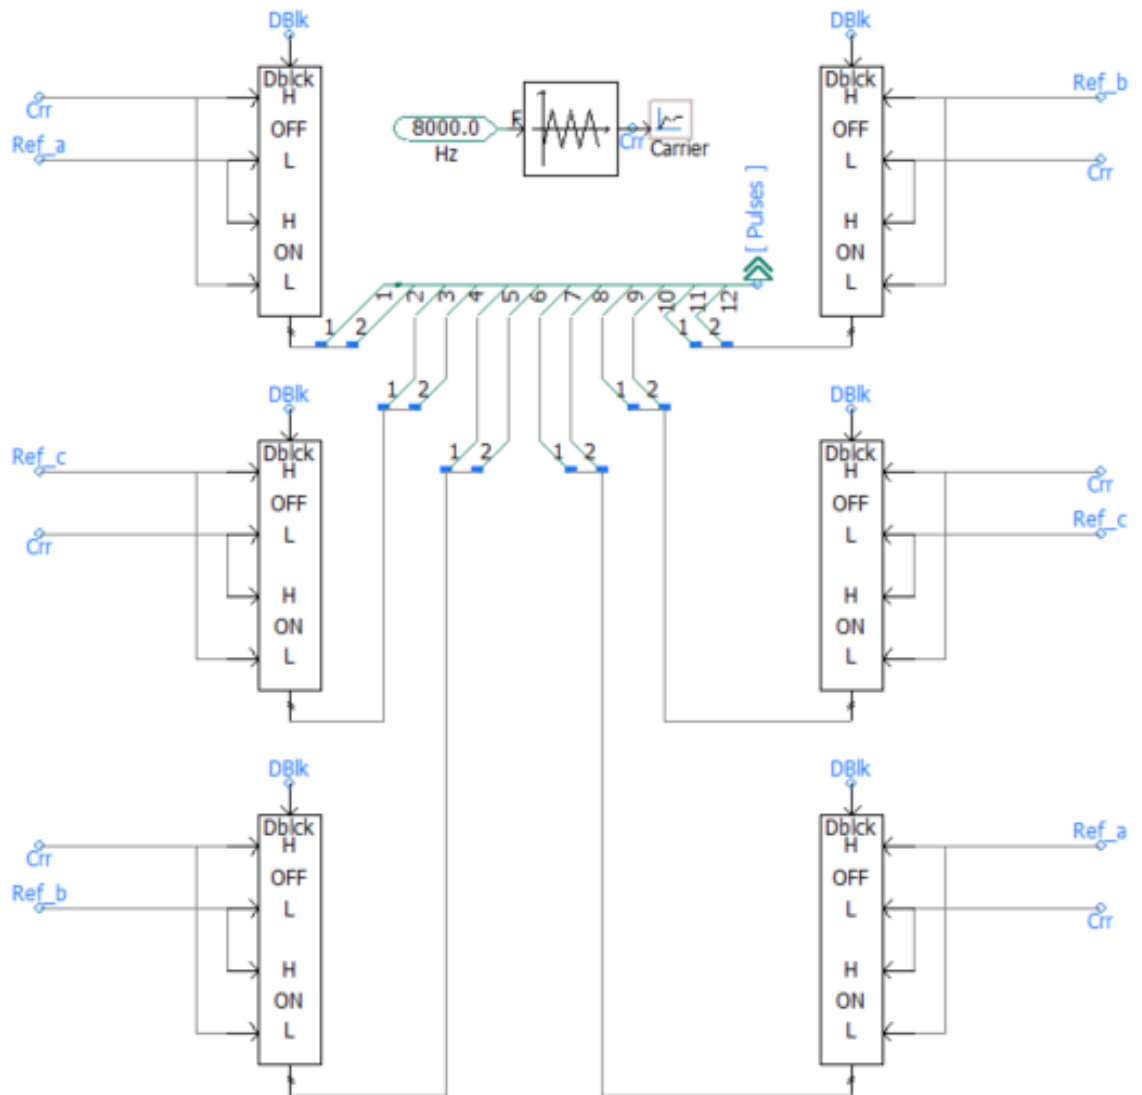 DBlk
DBlk
Dblck
H
OFF
L
H
ON
L
Crr
Ref_a
8000.0
Hz
F
Crr
Carrier
[ Pulses ]
Dblck
H
OFF
L
H
ON
L
Ref_b
Crr
1 2 3 4 5 6 7 8 9 10 11 12
1 2
1 2
1 2
1 2
1 2
1 2
DBlk
DBlk
Dblck
H
OFF
L
H
ON
L
Ref_c
Crr
Dblck
H
OFF
L
H
ON
L
Crr
Ref_c
DBlk
DBlk
Dblck
H
OFF
L
H
ON
L
Crr
Ref_b
Dblck
H
OFF
L
H
ON
L
Ref_a
Crr